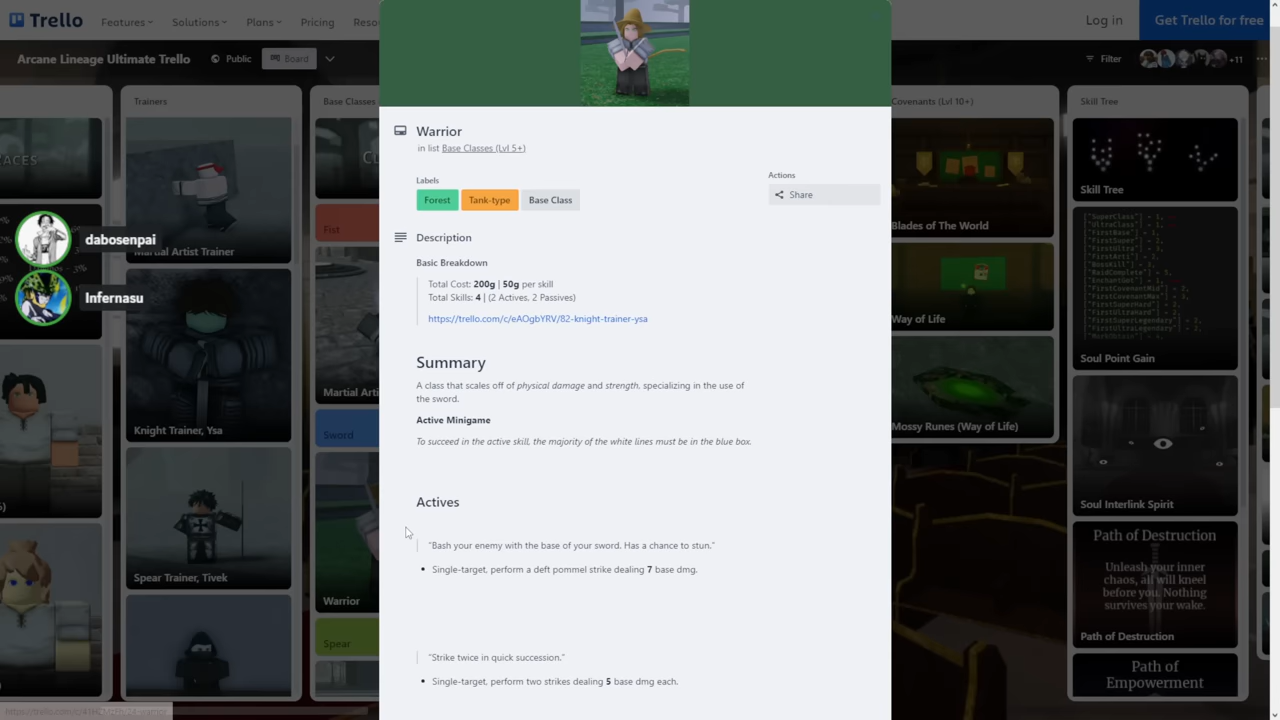 Trello
Features
Solutions
Plans
Pricing
Log in
Get Trello for free
Arcane Lineage Ultimate Trello
Public
Board
Filter
+11
Trainers
Martial Artist Trainer
Knight Trainer, Ysa
Spear Trainer, Tivek
Base Classes
Fist
Martial
Sword
Warrior
Spear
dabosenpai
Infernasu
Warrior
in list Base Classes (Lvl 5+)
Labels
Forest
Tank-type
Base Class
Actions
Share
Description
Basic Breakdown
Total Cost: 200g | 50g per skill
Total Skills: 4 | (2 Actives, 2 Passives)
https://trello.com/c/eAOgbYRV/82-knight-trainer-ysa
Summary
A class that scales off of physical damage and strength, specializing in the use of
the sword.
Active Minigame
To succeed in the active skill, the majority of the white lines must be in the blue box.
Actives
"Bash your enemy with the base of your sword. Has a chance to stun."
Single-target, perform a deft pommel strike dealing 7 base dmg.
"Strike twice in quick succession."
Single-target, perform two strikes dealing 5 base dmg each.
Covenants (Lvl 10+)
Blades of The World
Way of Life
Mossy Runes (Way of Life)
Skill Tree
Skill Tree
Soul Point Gain
Soul Interlink Spirit
Path of Destruction
Unleash your inner
chaos, all will kneel
before you. Nothing
survives your wake.
Path of Destruction
Path of
Empowerment